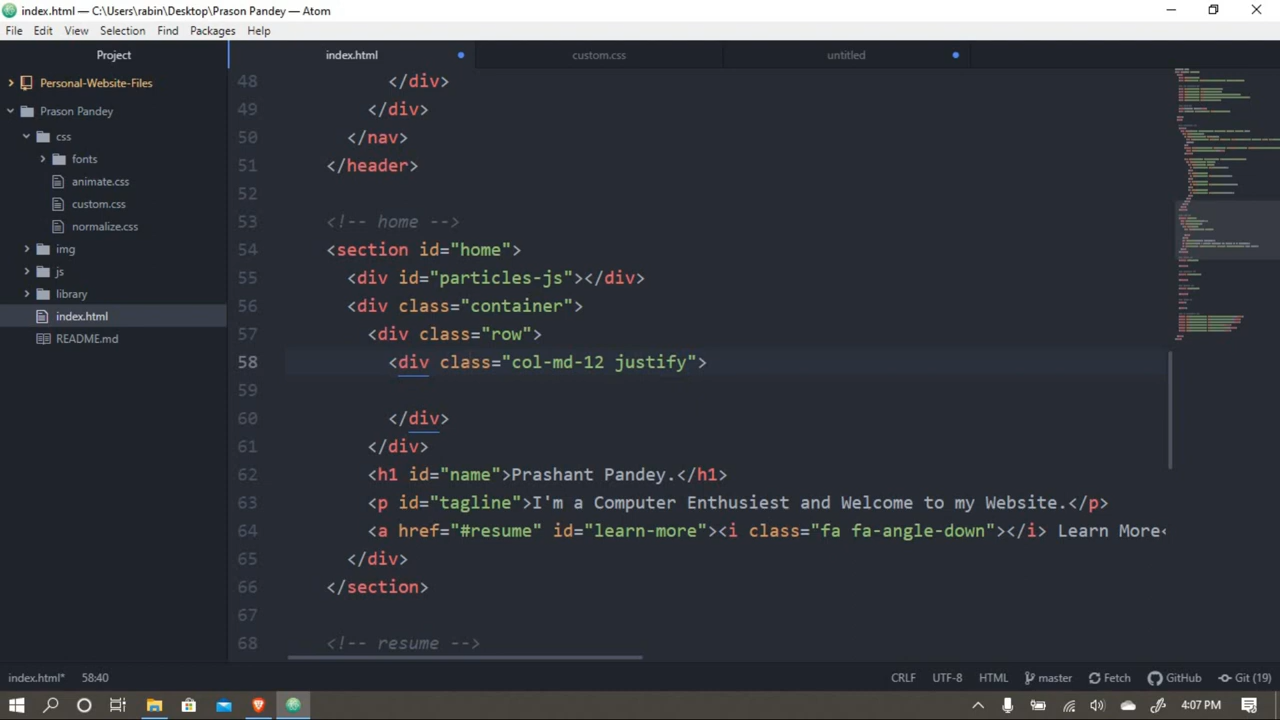 index.html — C:\Users\rabin\Desktop\Prason Pandey — Atom
File Edit View Selection Find Packages Help
Project
index.html custom.css untitled
Personal-Website-Files
Prason Pandey
css
fonts
animate.css
custom.css
normalize.css
img
js
library
index.html
README.md
48 </div>
49 </div>
50 </nav>
51 </header>
52
53 <!-- home -->
54 <section id="home">
55 <div id="particles-js"></div>
56 <div class="container">
57 <div class="row">
58 <div class="col-md-12 justify">
59
60 </div>
61 </div>
62 <h1 id="name">Prashant Pandey.</h1>
63 <p id="tagline">I'm a Computer Enthusiest and Welcome to my Website.</p>
64 <a href="#resume" id="learn-more"><i class="fa fa-angle-down"></i> Learn More<
65 </div>
66 </section>
67
68 <!-- resume -->
index.html* 58:40 CRLF UTF-8 HTML master Fetch GitHub Git (19)
4:07 PM